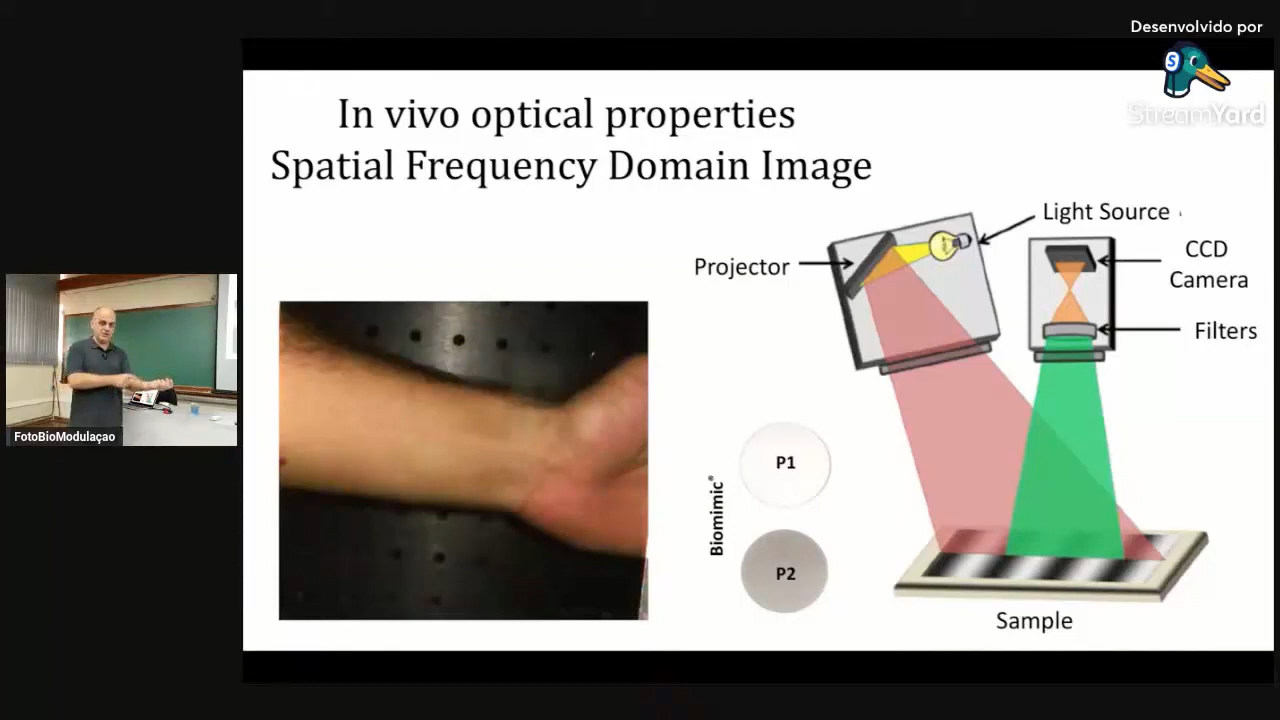 Desenvolvido por
S
StreamYard
In vivo optical properties
Spatial Frequency Domain Image
Light Source
Projector
CCD
Camera
Filters
P1
Biomimic®
P2
Sample
FotoBioModulaçao